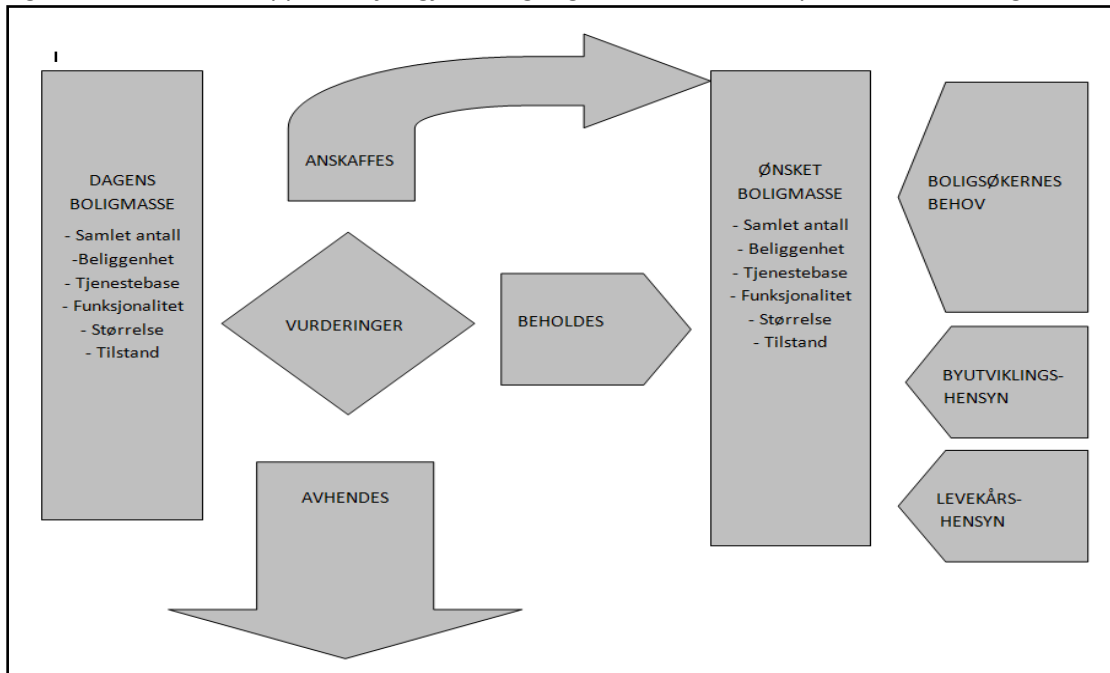 I
DAGENS
BOLIGMASSE
- Samlet antall
-Beliggenhet
- Tjenestebase
- Funksjonalitet
- Størrelse
- Tilstand
ANSKAFFES
VURDERINGER
BEHOLDES
AVHENDES
ØNSKET
BOLIGMASSE
- Samlet antall
- Beliggenhet
- Tjenestebase
- Funksjonalitet
- Størrelse
- Tilstand
BOLIGSØKERNES
BEHOV
BYUTVIKLINGS-
HENSYN
LEVEKÅRS-
HENSYN